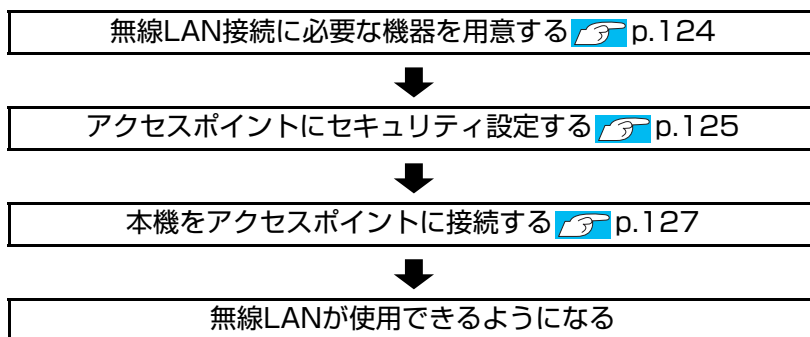 無線LAN接続に必要な機器を用意する p.124
アクセスポイントにセキュリティ設定する p.125
本機をアクセスポイントに接続する p.127
無線LANが使用できるようになる